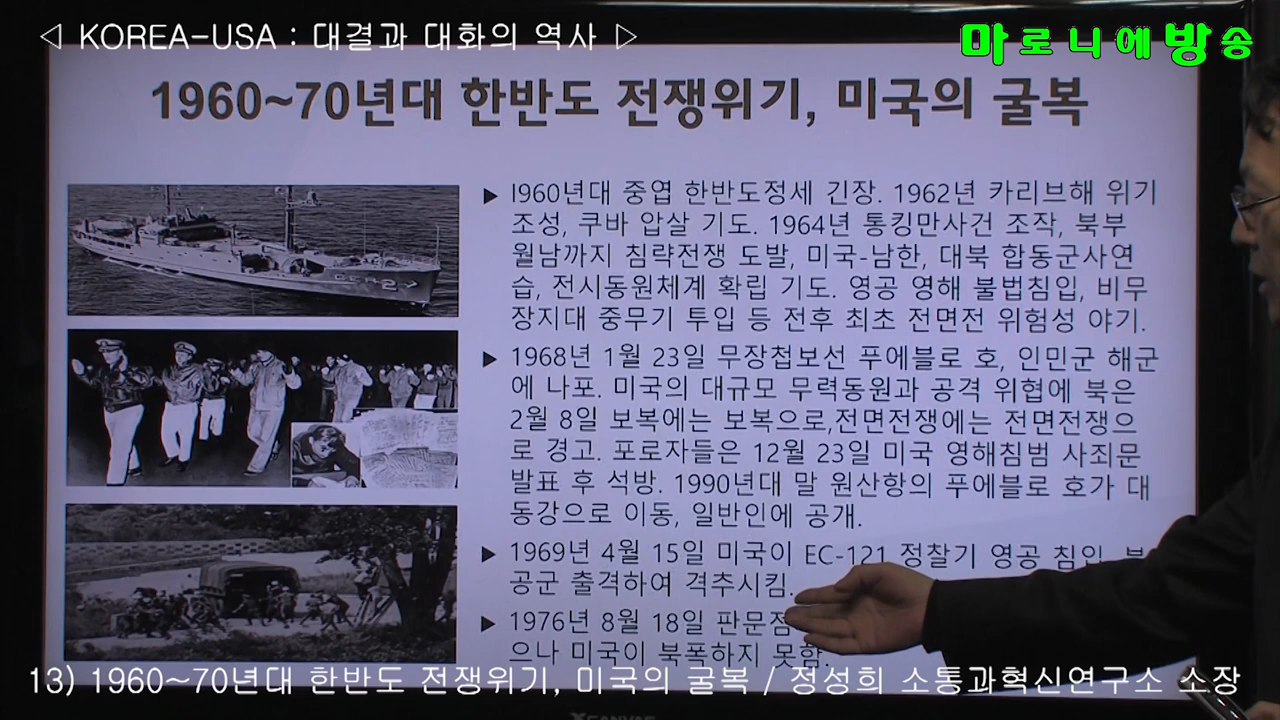 ◁ KOREA-USA : 대결과 대화의 역사 ▷
마로니에방송
1960~70년대 한반도 전쟁위기, 미국의 굴복
▶ I960년대 중엽 한반도정세 긴장. 1962년 카리브해 위기
조성, 쿠바 압살 기도. 1964년 통킹만사건 조작, 북부
월남까지 침략전쟁 도발, 미국-남한, 대북 합동군사연
습, 전시동원체계 확립 기도. 영공 영해 불법침입, 비무
장지대 중무기 투입 등 전후 최초 전면전 위험성 야기.
▶ 1968년 1월 23일 무장첩보선 푸에블로 호, 인민군 해군
에 나포. 미국의 대규모 무력동원과 공격 위협에 북은
2월 8일 보복에는 보복으로,전면전쟁에는 전면전쟁으
로 경고. 포로자들은 12월 23일 미국 영해침범 사죄문
발표 후 석방. 1990년대 말 원산항의 푸에블로 호가 대
동강으로 이동, 일반인에 공개.
▶ 1969년 4월 15일 미국이 EC-121 정찰기 영공 침입,
공군 출격하여 격추시킴.
▶ 1976년 8월 18일 판문점
으나 미국이 북폭하지 못함.
13) 1960~70년대 한반도 전쟁위기, 미국의 굴복 / 정성희 소통과혁신연구소 소장